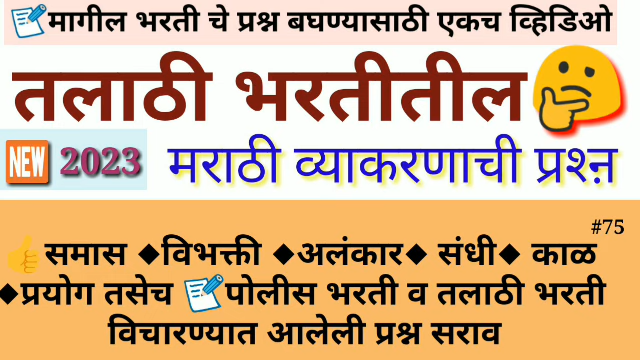 मागील भरती चे प्रश्न बघण्यासाठी एकच व्हिडिओ
तलाठी भरतीतील
NEW 2023 मराठी व्याकरणाची प्रश्न
#75
समास ◆विभक्ती ◆अलंकार◆ संधी◆ काळ
◆प्रयोग तसेच पोलीस भरती व तलाठी भरती
विचारण्यात आलेली प्रश्न सराव